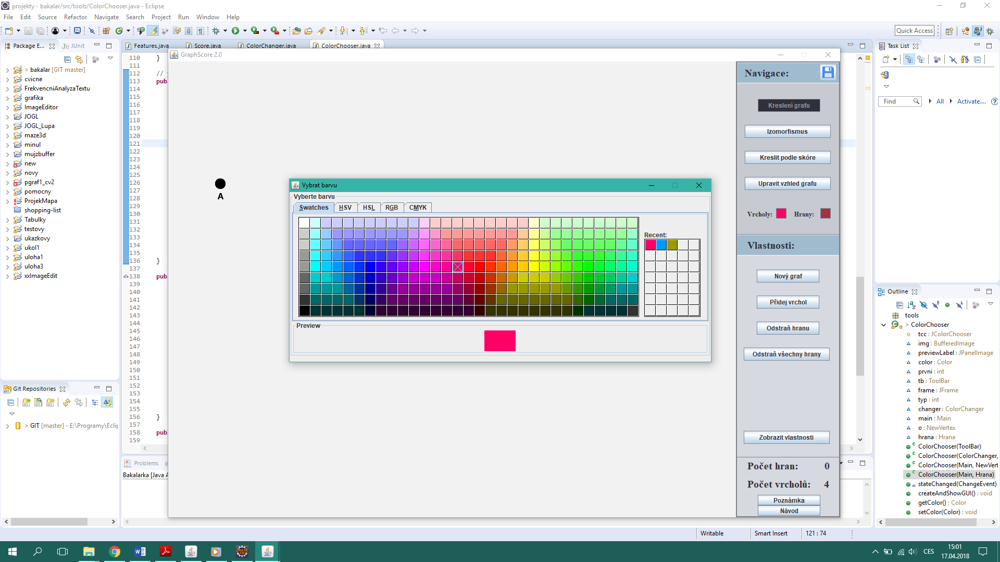 projekty - bakalar/src/tools/ColorChooser.java - Eclipse
File Edit Source Refactor Navigate Search Project Run Window Help
Quick Access
Package E...
JUnit
Features.java
Score.java
ColorChanger.java
ColorChooser.java
Task List
> bakalar [GIT master]
cvicne
FrekvencniAnalyzaTextu
grafika
ImageEditor
JOGL
JOGL_Lupa
maze3d
minul
mujzbuffer
new
novy
pgraf1_cv2
pomocny
ProjekMapa
shopping-list
Tabulky
testovy
ukazkovy
ukol1
uloha1
uloha3
xxImageEdit
Git Repositories
> GIT [master] - E:\Programy\Eclip
110 }
111
112 //
113 pub
114
115
116
117
118
119
120
121
122
123
124
125
126
127
128
129
130
131
132
133
134
135
136 }
137
138 pub
139
140
141
142
143
144
145
146
147
148
149
150
151
152
153
154
155
156 }
157
158 pub
159
Problems
Bakalarka [Java A
GraphScore 2.0
A
Vybrat barvu
Vyberte barvu
Swatches HSV HSL RGB CMYK
Recent:
Preview
Navigace:
Kreslení grafu
Izomorfismus
Kreslit podle skóre
Upravit vzhled grafu
Vrcholy: Hrany:
Vlastnosti:
Nový graf
Přidej vrchol
Odstraň hranu
Odstraň všechny hrany
Zobrazit vlastnosti
Počet hran: 0
Počet vrcholů: 4
Poznámka
Návod
Find All Activate...
Outline
tools
> ColorChooser
tcc : JColorChooser
img : BufferedImage
previewLabel : JPanelImage
color : Color
prvni : int
tb : ToolBar
frame : JFrame
typ : int
changer : ColorChanger
main : Main
o : NewVertex
hrana : Hrana
ColorChooser(ToolBar)
ColorChooser(ColorChanger,
ColorChooser(Main, NewVert
ColorChooser(Main, Hrana)
stateChanged(ChangeEvent)
createAndShowGUI() : void
getColor() : Color
setColor(Color) : void
Writable Smart Insert 121 : 74
CES
15:01
17.04.2018